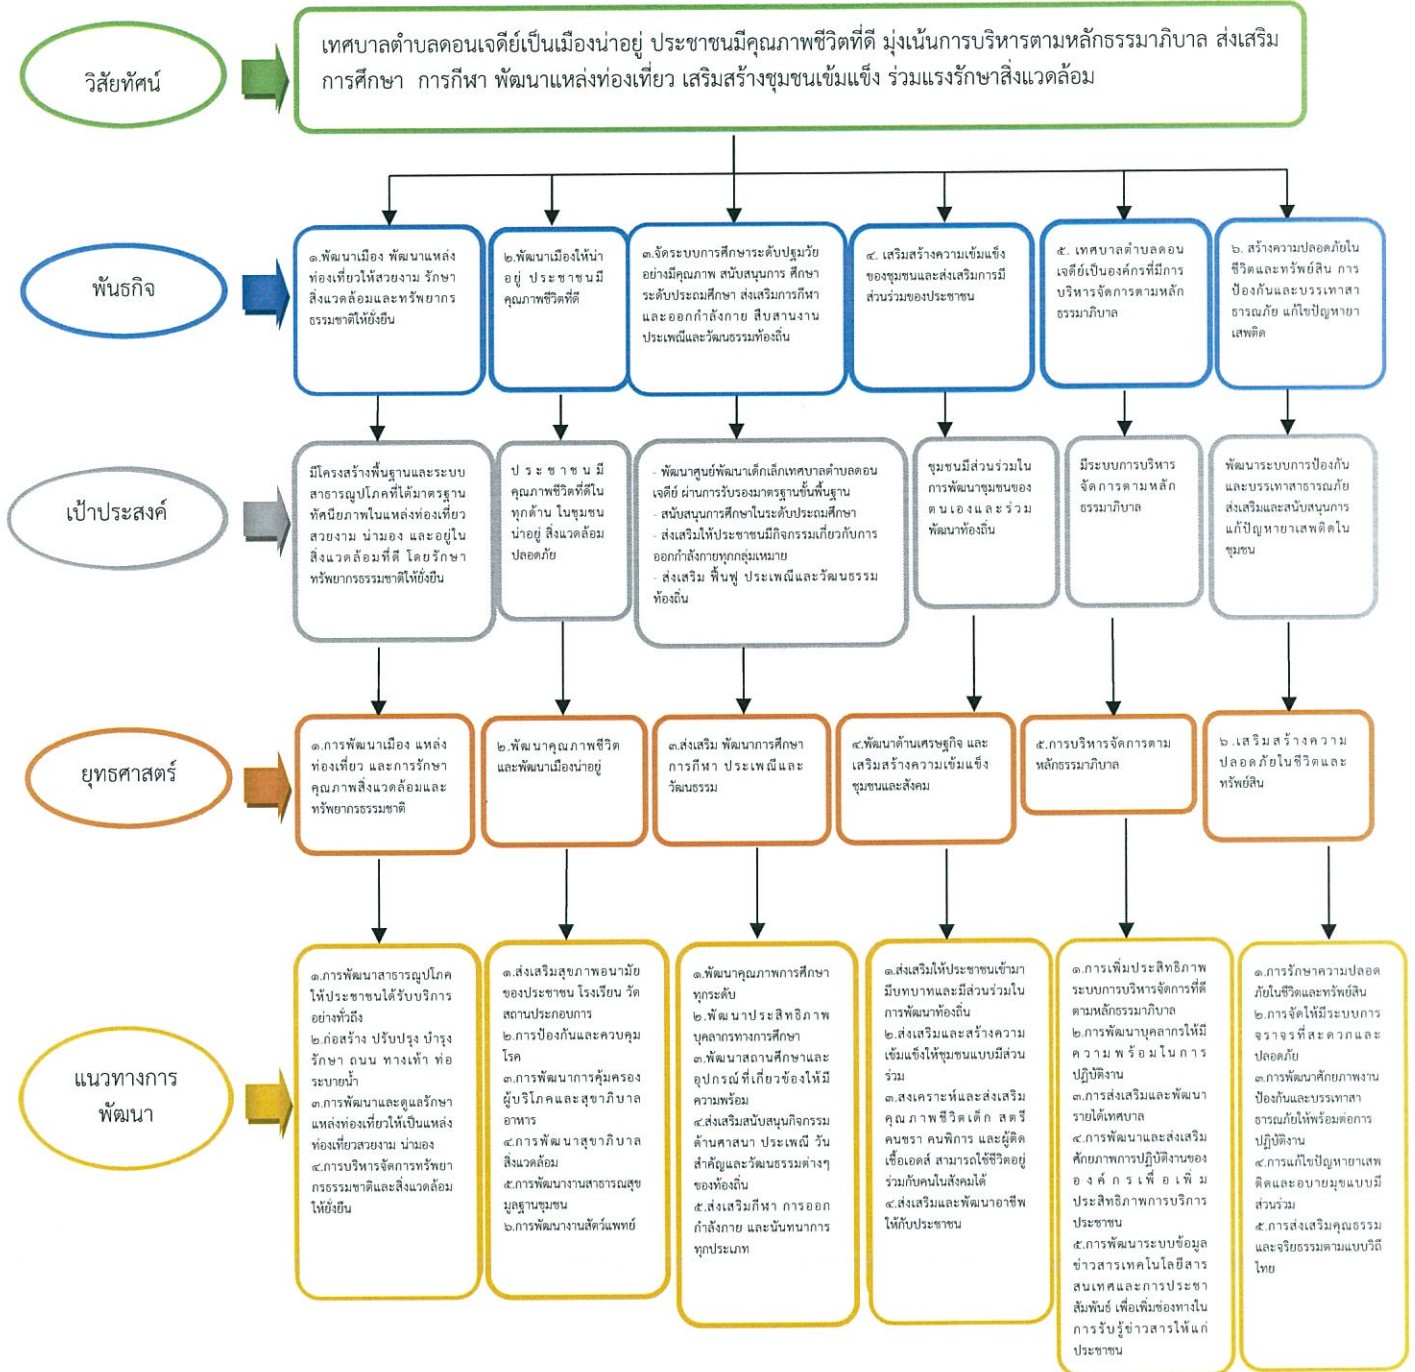 วิสัยทัศน์
เทศบาลตำบลดอนเจดีย์เป็นเมืองน่าอยู่ ประชาชนมีคุณภาพชีวิตที่ดี มุ่งเน้นการบริหารตามหลักธรรมาภิบาล ส่งเสริม
การศึกษา การกีฬา พัฒนาแหล่งท่องเที่ยว เสริมสร้างชุมชนเข้มแข็ง ร่วมแรงรักษาสิ่งแวดล้อม
พันธกิจ
๑.พัฒนาเมือง พัฒนาแหล่ง
ท่องเที่ยวให้สวยงาม รักษา
สิ่งแวดล้อมและทรัพยากร
ธรรมชาติให้ยั่งยืน
๒.พัฒนาเมืองให้น่า
อยู่ ประชาชนมี
คุณภาพชีวิตที่ดี
๓.จัดระบบการศึกษาระดับปฐมวัย
อย่างมีคุณภาพ สนับสนุนการ ศึกษา
ระดับประถมศึกษา ส่งเสริมการกีฬา
และออกกำลังกาย สืบสานงาน
ประเพณีและวัฒนธรรมท้องถิ่น
๔. เสริมสร้างความเข้มแข็ง
ของชุมชนและส่งเสริมการมี
ส่วนร่วมของประชาชน
๕. เทศบาลตำบลดอน
เจดีย์เป็นองค์กรที่มีการ
บริหารจัดการตามหลัก
ธรรมาภิบาล
๖. สร้างความปลอดภัยใน
ชีวิตและทรัพย์สิน การ
ป้องกันและบรรเทาสา
ธารณภัย แก้ไขปัญหายา
เสพติด
เป้าประสงค์
มีโครงสร้างพื้นฐานและระบบ
สาธารณูปโภคที่ได้มาตรฐาน
ทัศนียภาพในแหล่งท่องเที่ยว
สวยงาม น่ามอง และอยู่ใน
สิ่งแวดล้อมที่ดี โดยรักษา
ทรัพยากรธรรมชาติให้ยั่งยืน
ประชาชนมี
คุณภาพชีวิตที่ดีใน
ทุกด้าน ในชุมชน
น่าอยู่ สิ่งแวดล้อม
ปลอดภัย
- พัฒนาศูนย์พัฒนาเด็กเล็กเทศบาลตำบลดอน
เจดีย์ ผ่านการรับรองมาตรฐานขั้นพื้นฐาน
- สนับสนุนการศึกษาในระดับประถมศึกษา
- ส่งเสริมให้ประชาชนมีกิจกรรมเกี่ยวกับการ
ออกกำลังกายทุกกลุ่มเหมาย
- ส่งเสริม ฟื้นฟู ประเพณีและวัฒนธรรม
ท้องถิ่น
ชุมชนมีส่วนร่วมใน
การพัฒนาชุมชนของ
ตนเองและร่วม
พัฒนาท้องถิ่น
มีระบบการบริหาร
จัดการตามหลัก
ธรรมาภิบาล
พัฒนาระบบการป้องกัน
และบรรเทาสาธารณภัย
ส่งเสริมและสนับสนุนการ
แก้ปัญหายาเสพติดใน
ชุมชน
ยุทธศาสตร์
๑.การพัฒนาเมือง แหล่ง
ท่องเที่ยว และการรักษา
คุณภาพสิ่งแวดล้อมและ
ทรัพยากรธรรมชาติ
๒.พัฒนาคุณภาพชีวิต
และพัฒนาเมืองน่าอยู่
๓.ส่งเสริม พัฒนาการศึกษา
การกีฬา ประเพณีและ
วัฒนธรรม
๔.พัฒนาด้านเศรษฐกิจ และ
เสริมสร้างความเข้มแข็ง
ชุมชนและสังคม
๕.การบริหารจัดการตาม
หลักธรรมาภิบาล
๖.เสริมสร้างความ
ปลอดภัยในชีวิตและ
ทรัพย์สิน
แนวทางการ
พัฒนา
๑.การพัฒนาสาธารณูปโภค
ให้ประชาชนได้รับบริการ
อย่างทั่วถึง
๒.ก่อสร้าง ปรับปรุง บำรุง
รักษา ถนน ทางเท้า ท่อ
ระบายน้ำ
๓.การพัฒนาและดูแลรักษา
แหล่งท่องเที่ยวให้เป็นแหล่ง
ท่องเที่ยวสวยงาม น่ามอง
๔.การบริหารจัดการทรัพยา
กรธรรมชาติและสิ่งแวดล้อม
ให้ยั่งยืน
๑.ส่งเสริมสุขภาพอนามัย
ของประชาชน โรงเรียน วัด
สถานประกอบการ
๒.การป้องกันและควบคุม
โรค
๓.การพัฒนาการคุ้มครอง
ผู้บริโภคและสุขาภิบาล
อาหาร
๔.การพัฒนาสุขาภิบาล
สิ่งแวดล้อม
๕.การพัฒนางานสาธารณสุข
มูลฐานชุมชน
๖.การพัฒนางานสัตว์แพทย์
๑.พัฒนาคุณภาพการศึกษา
ทุกระดับ
๒.พัฒนาประสิทธิภาพ
บุคลากรทางการศึกษา
๓.พัฒนาสถานศึกษาและ
อุปกรณ์ที่เกี่ยวข้องให้มี
ความพร้อม
๔.ส่งเสริมสนับสนุนกิจกรรม
ด้านศาสนา ประเพณี วัน
สำคัญและวัฒนธรรมต่างๆ
ของท้องถิ่น
๕.ส่งเสริมกีฬา การออก
กำลังกาย และนันทนาการ
ทุกประเภท
๑.ส่งเสริมให้ประชาชนเข้ามา
มีบทบาทและมีส่วนร่วมใน
การพัฒนาท้องถิ่น
๒.ส่งเสริมและสร้างความ
เข้มแข็งให้ชุมชนแบบมีส่วน
ร่วม
๓.สงเคราะห์และส่งเสริม
คุณภาพชีวิตเด็ก สตรี
คนชรา คนพิการ และผู้ติด
เชื้อเอดส์ สามารถใช้ชีวิตอยู่
ร่วมกับคนในสังคมได้
๔.ส่งเสริมและพัฒนาอาชีพ
ให้กับประชาชน
๑.การเพิ่มประสิทธิภาพ
ระบบการบริหารจัดการที่ดี
ตามหลักธรรมาภิบาล
๒.การพัฒนาบุคลากรให้มี
ความพร้อมในการ
ปฏิบัติงาน
๓.การส่งเสริมและพัฒนา
รายได้เทศบาล
๔.การพัฒนาและส่งเสริม
ศักยภาพการปฏิบัติงานของ
องค์กรเพื่อเพิ่ม
ประสิทธิภาพการบริการ
ประชาชน
๕.การพัฒนาระบบข้อมูล
ข่าวสารเทคโนโลยีสาร
สนเทศและการประชา
สัมพันธ์ เพื่อเพิ่มช่องทางใน
การรับรู้ข่าวสารให้แก่
ประชาชน
๑.การรักษาความปลอด
ภัยในชีวิตและทรัพย์สิน
๒.การจัดให้มีระบบการ
จราจรที่สะดวกและ
ปลอดภัย
๓.การพัฒนาศักยภาพงาน
ป้องกันและบรรเทาสา
ธารณภัยให้พร้อมต่อการ
ปฏิบัติงาน
๔.การแก้ไขปัญหายาเสพ
ติดและอบายมุขแบบมี
ส่วนร่วม
๕.การส่งเสริมคุณธรรม
และจริยธรรมตามแบบวิถี
ไทย